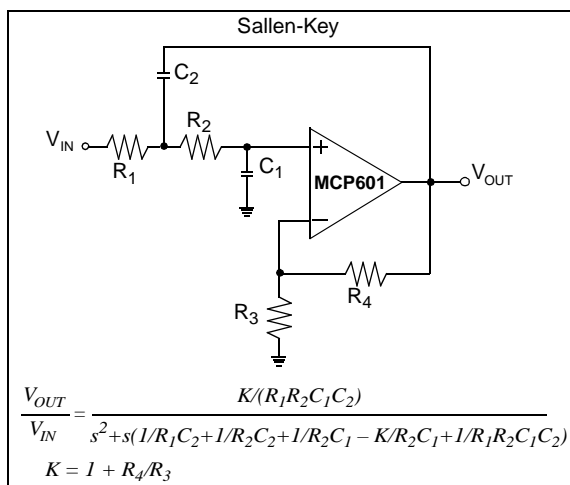 Sallen-Key
C2
VIN
R1
R2
C1
MCP601
VOUT
R4
R3
VOUT/VIN = K/(R1R2C1C2) / s²+s(1/R1C2+1/R2C2+1/R2C1 – K/R2C1+1/R1R2C1C2)
K = 1 + R4/R3